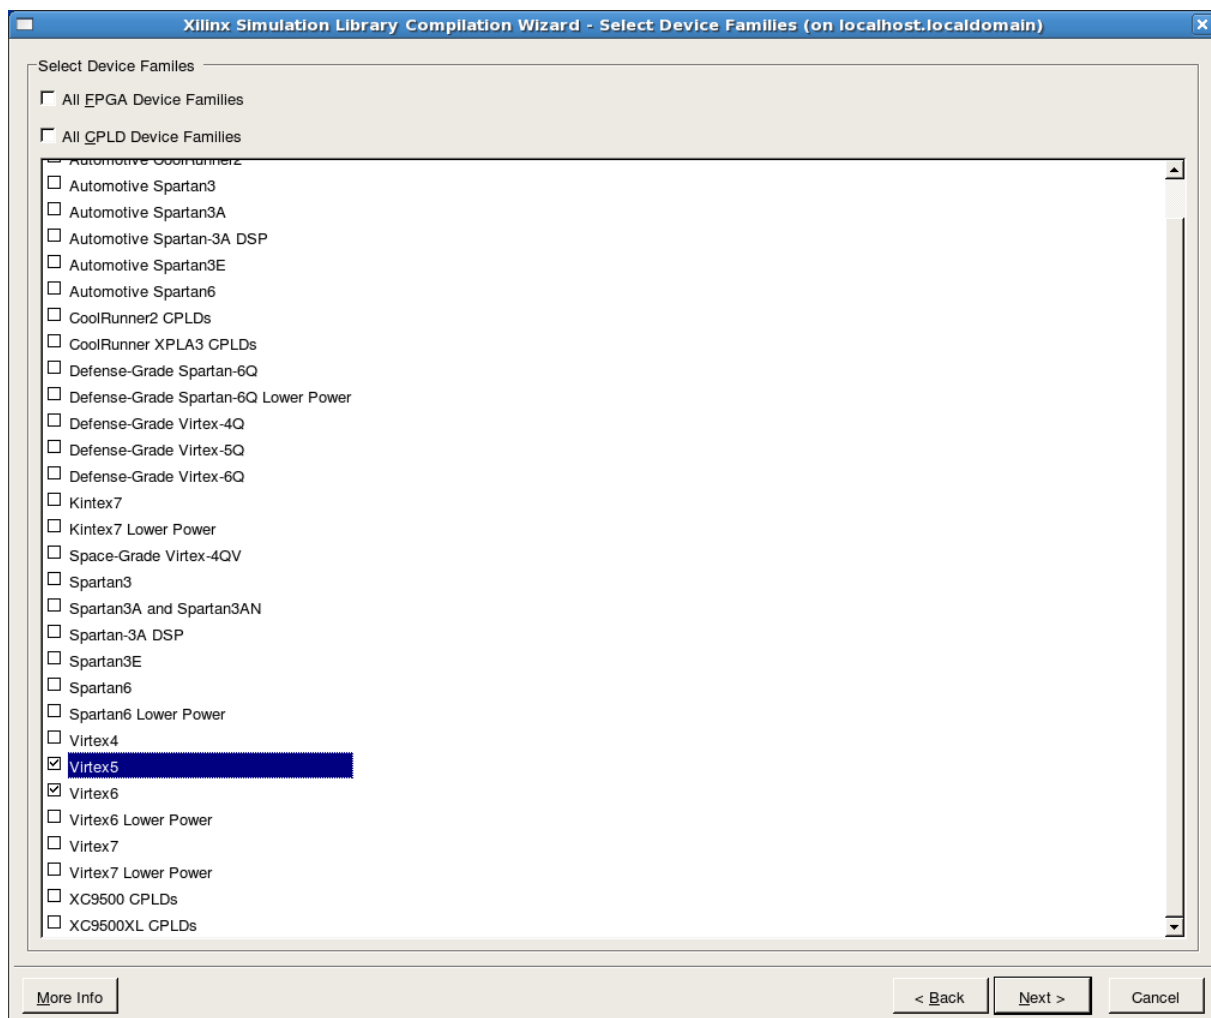 Xilinx Simulation Library Compilation Wizard - Select Device Families (on localhost.localdomain)
Select Device Familes
All FPGA Device Families
All CPLD Device Families
Automotive CoolRunner2
Automotive Spartan3
Automotive Spartan3A
Automotive Spartan-3A DSP
Automotive Spartan3E
Automotive Spartan6
CoolRunner2 CPLDs
CoolRunner XPLA3 CPLDs
Defense-Grade Spartan-6Q
Defense-Grade Spartan-6Q Lower Power
Defense-Grade Virtex-4Q
Defense-Grade Virtex-5Q
Defense-Grade Virtex-6Q
Kintex7
Kintex7 Lower Power
Space-Grade Virtex-4QV
Spartan3
Spartan3A and Spartan3AN
Spartan-3A DSP
Spartan3E
Spartan6
Spartan6 Lower Power
Virtex4
Virtex5
Virtex6
Virtex6 Lower Power
Virtex7
Virtex7 Lower Power
XC9500 CPLDs
XC9500XL CPLDs
More Info
< Back
Next >
Cancel